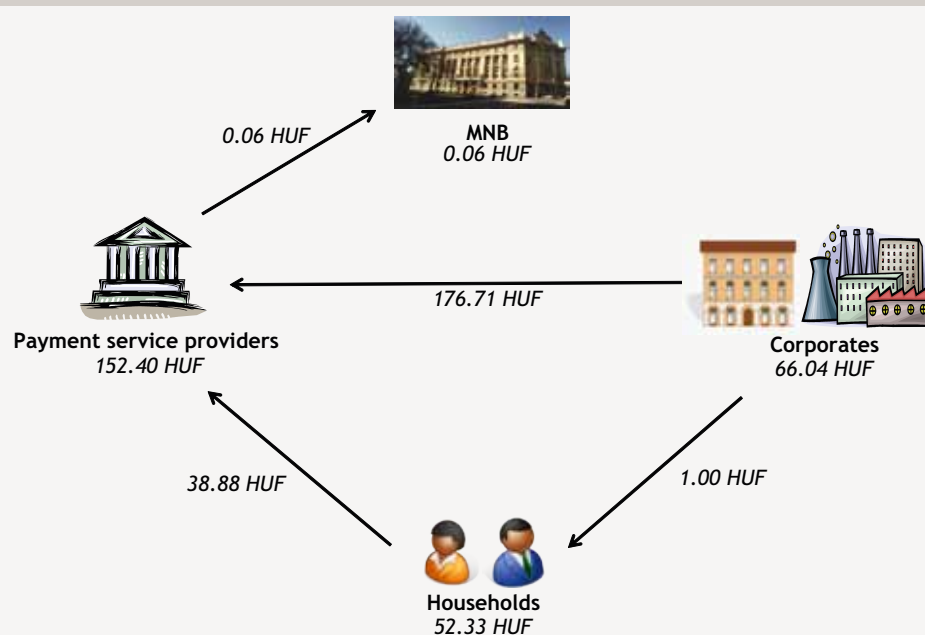 0.06 HUF
MNB
0.06 HUF
176.71 HUF
Payment service providers
152.40 HUF
Corporates
66.04 HUF
38.88 HUF
1.00 HUF
Households
52.33 HUF